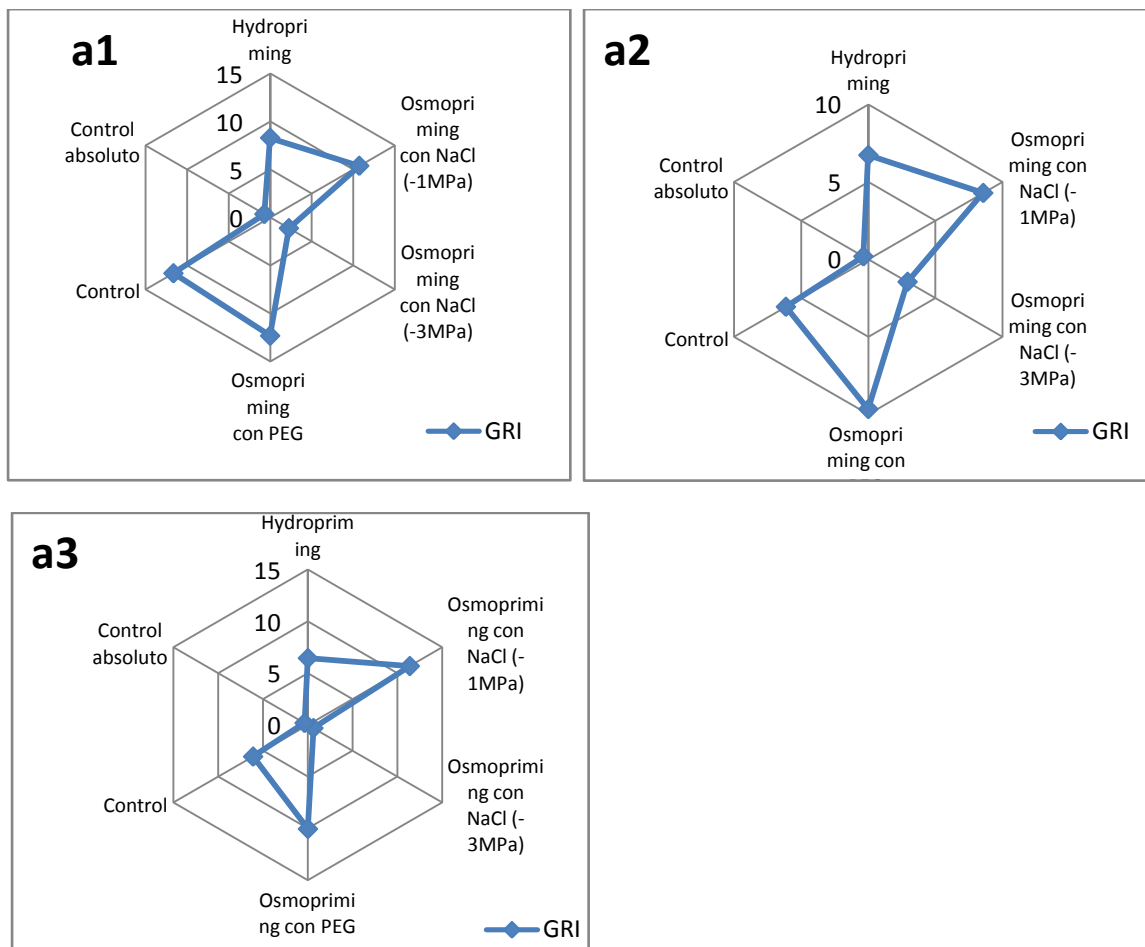 a1
Hydropri
ming
15
10
5
0
Osmopri
ming
con NaCl
(-1MPa)
Osmopri
ming
con NaCl
(-3MPa)
Osmopri
ming
con PEG
Control
Control
absoluto
GRI
a2
Hydropri
ming
10
5
0
Osmopri
ming con
NaCl (-
1MPa)
Osmopri
ming con
NaCl (-
3MPa)
Osmopri
ming con
Control
Control
absoluto
GRI
a3
Hydroprim
ing
15
10
5
0
Osmoprimi
ng con
NaCl (-
1MPa)
Osmoprimi
ng con
NaCl (-
3MPa)
Osmoprimi
ng con PEG
Control
Control
absoluto
GRI